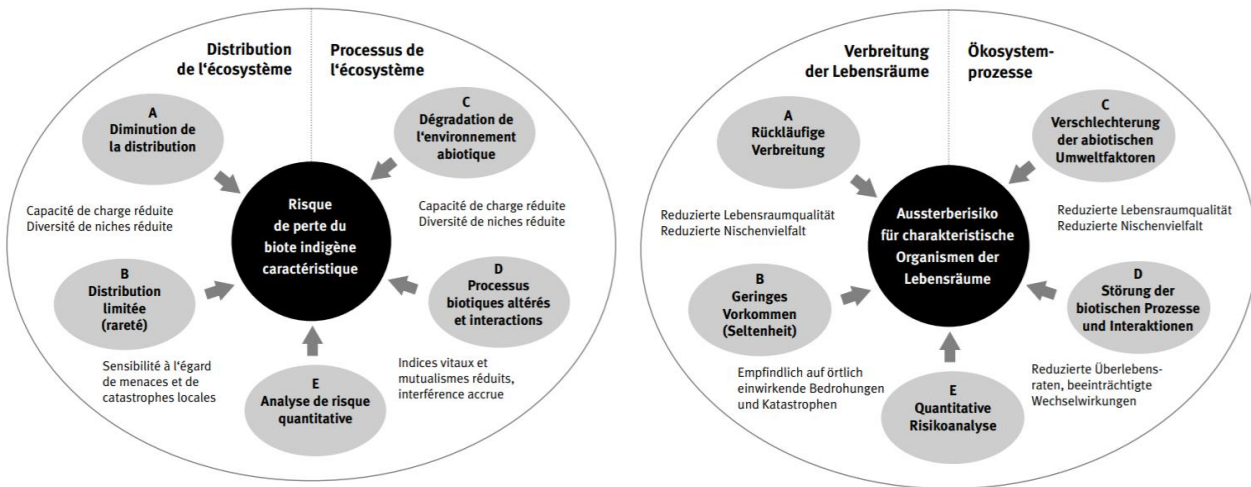 Distribution
de l‘écosystème
Processus de
l‘écosystème
A
Diminution de
la distribution
C
Dégradation de
l‘environnement
abiotique
Capacité de charge réduite
Diversité de niches réduite
Risque
de perte du
biote indigène
caractéristique
Capacité de charge réduite
Diversité de niches réduite
B
Distribution
limitée
(rareté)
D
Processus
biotiques altérés
et interactions
Sensibilité à l‘égard
de menaces et de
catastrophes locales
E
Analyse de risque
quantitative
Indices vitaux et
mutualismes réduits,
interférence accrue
Verbreitung
der Lebensräume
Ökosystem-
prozesse
A
Rückläufige
Verbreitung
C
Verschlechterung
der abiotischen
Umweltfaktoren
Reduzierte Lebensraumqualität
Reduzierte Nischenvielfalt
Aussterberisiko
für charakteristische
Organismen der
Lebensräume
Reduzierte Lebensraumqualität
Reduzierte Nischenvielfalt
B
Geringes
Vorkommen
(Seltenheit)
D
Störung der
biotischen Prozesse
und Interaktionen
Empfindlich auf örtlich
einwirkende Bedrohungen
und Katastrophen
E
Quantitative
Risikoanalyse
Reduzierte Überlebens-
raten, beeinträchtigte
Wechselwirkungen